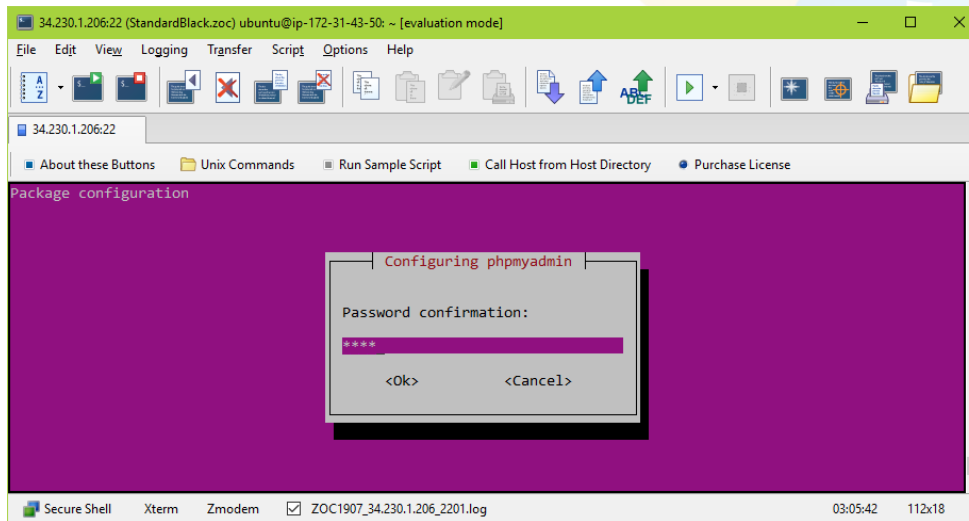 34.230.1.206:22 (StandardBlack.zoc) ubuntu@ip-172-31-43-50: ~ [evaluation mode]
File Edit View Logging Transfer Script Options Help
A Z
ABC DEF
34.230.1.206:22
About these Buttons Unix Commands Run Sample Script Call Host from Host Directory Purchase License
Package configuration
Configuring phpmyadmin
Password confirmation:
****
<Ok> <Cancel>
Secure Shell Xterm Zmodem ZOC1907_34.230.1.206_2201.log 03:05:42 112x18